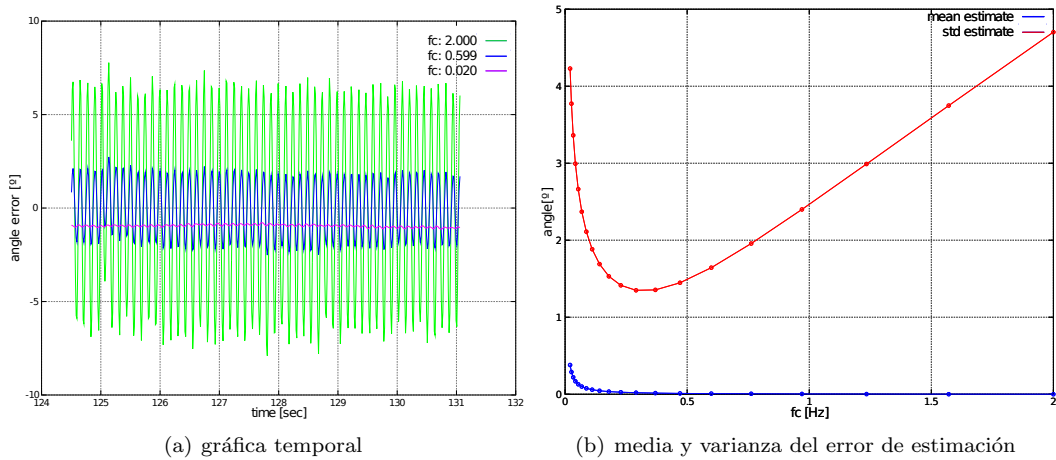 10
5
0
-5
-10
angle error [º]
124
125
126
127
128
129
130
131
132
time [sec]
fc: 2.000
fc: 0.599
fc: 0.020
(a) gráfica temporal
5
4
3
2
1
0
angle[º]
0
0.5
1
1.5
2
fc [Hz]
mean estimate
std estimate
(b) media y varianza del error de estimación